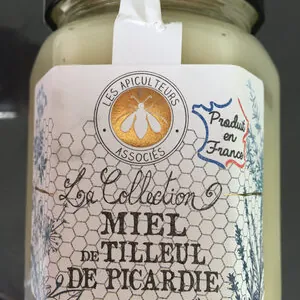 LES APICULTEURS
ASSOCIÉS
Produit
en
France
La Collection
MIEL
DE TILLEUL
DE PICARDIE